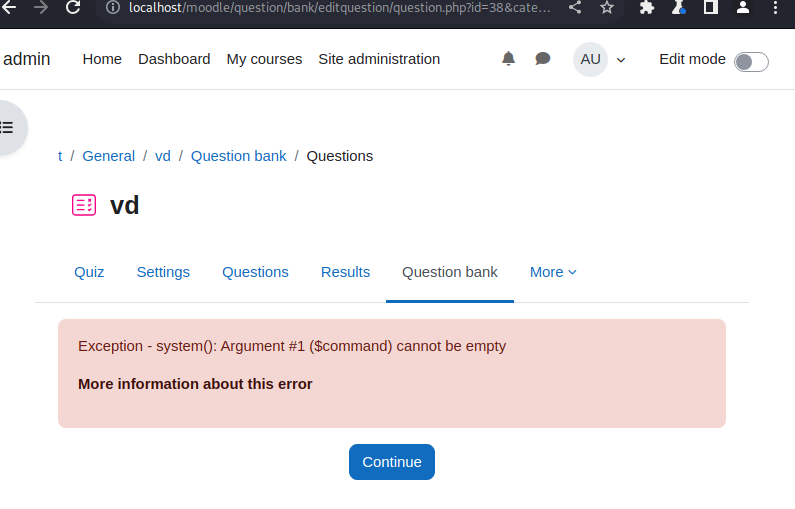 localhost/moodle/question/bank/editquestion/question.php?id=38&cate...
admin Home Dashboard My courses Site administration AU Edit mode
t / General / vd / Question bank / Questions
vd
Quiz Settings Questions Results Question bank More
Exception - system(): Argument #1 ($command) cannot be empty
More information about this error
Continue